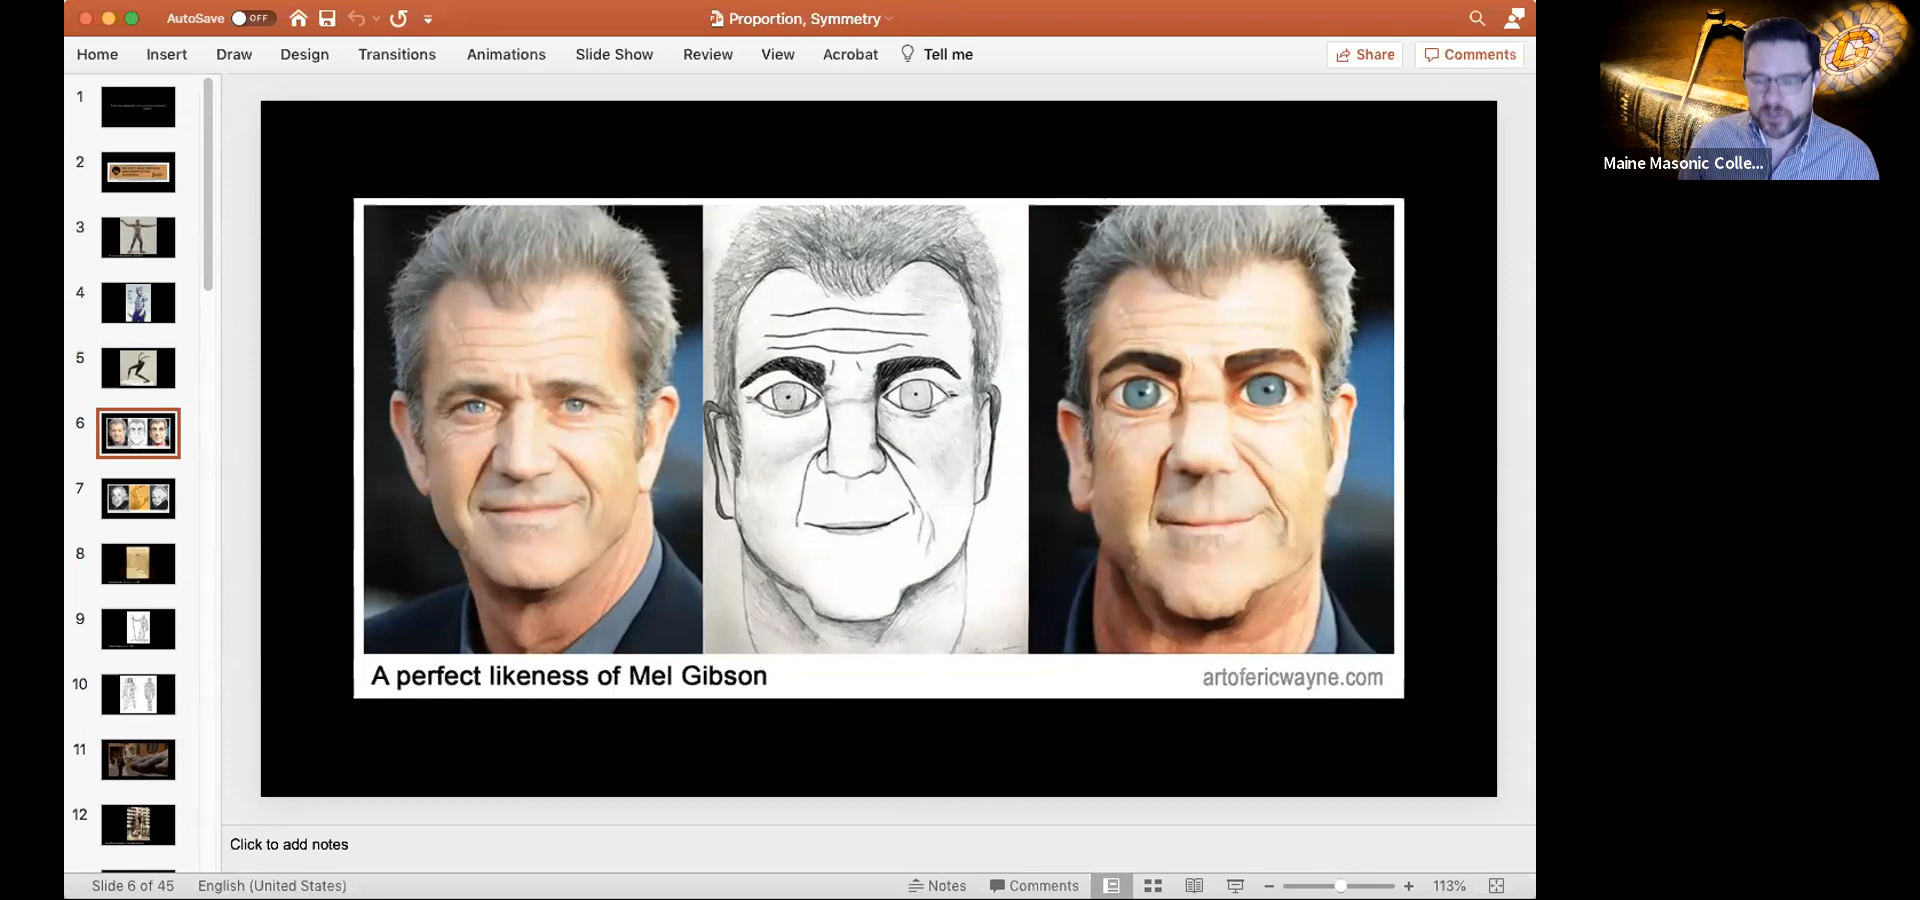 AutoSave OFF
Proportion, Symmetry
Home Insert Draw Design Transitions Animations Slide Show Review View Acrobat Tell me
Share Comments
1
2
3
4
5
6
7
8
9
10
11
12
A perfect likeness of Mel Gibson
artofericwayne.com
Click to add notes
Slide 6 of 45 English (United States) Notes Comments 113%
G
Maine Masonic Colle...